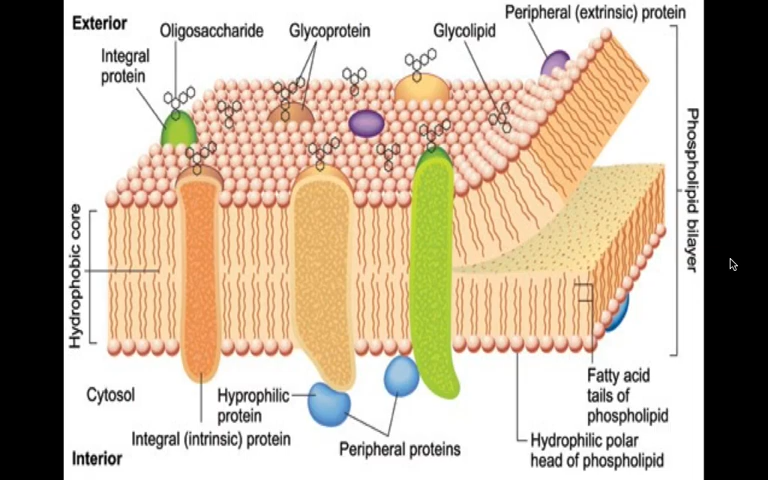 Peripheral (extrinsic) protein
Exterior
Oligosaccharide
Glycoprotein
Glycolipid
Integral
protein
Phospholipid bilayer
Hydrophobic core
Cytosol
Hyprophilic
protein
Fatty acid
tails of
phospholipid
Integral (intrinsic) protein
Peripheral proteins
Hydrophilic polar
head of phospholipid
Interior